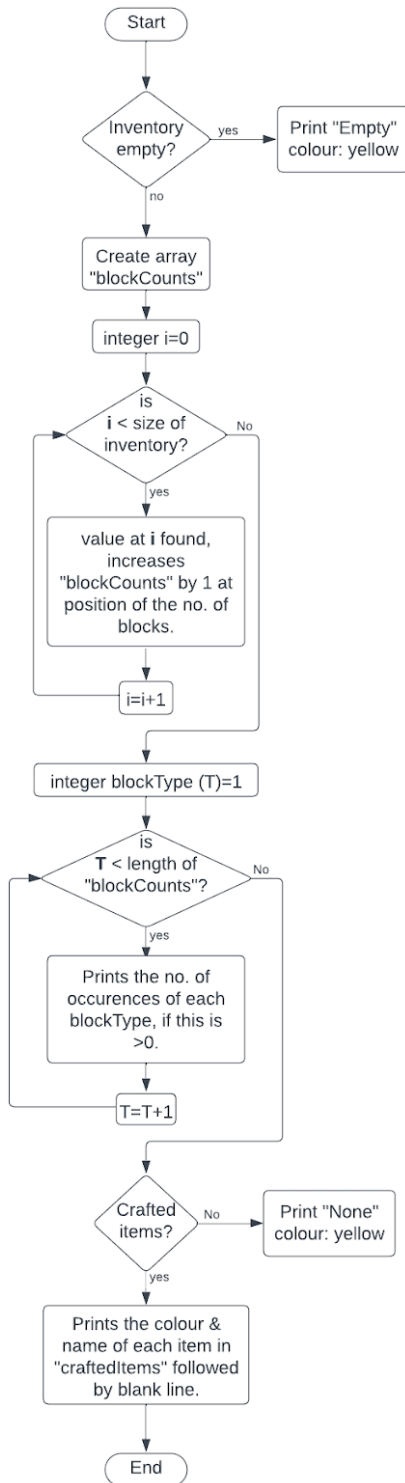 Start
Inventory
empty?
yes
Print "Empty"
colour: yellow
no
Create array
"blockCounts"
integer i=0
is
i < size of
inventory?
No
yes
value at i found,
increases
"blockCounts" by 1 at
position of the no. of
blocks.
i=i+1
integer blockType (T)=1
is
T < length of
"blockCounts"?
No
yes
Prints the no. of
occurences of each
blockType, if this is
>0.
T=T+1
Crafted
items?
No
Print "None"
colour: yellow
yes
Prints the colour &
name of each item in
"craftedItems" followed
by blank line.
End